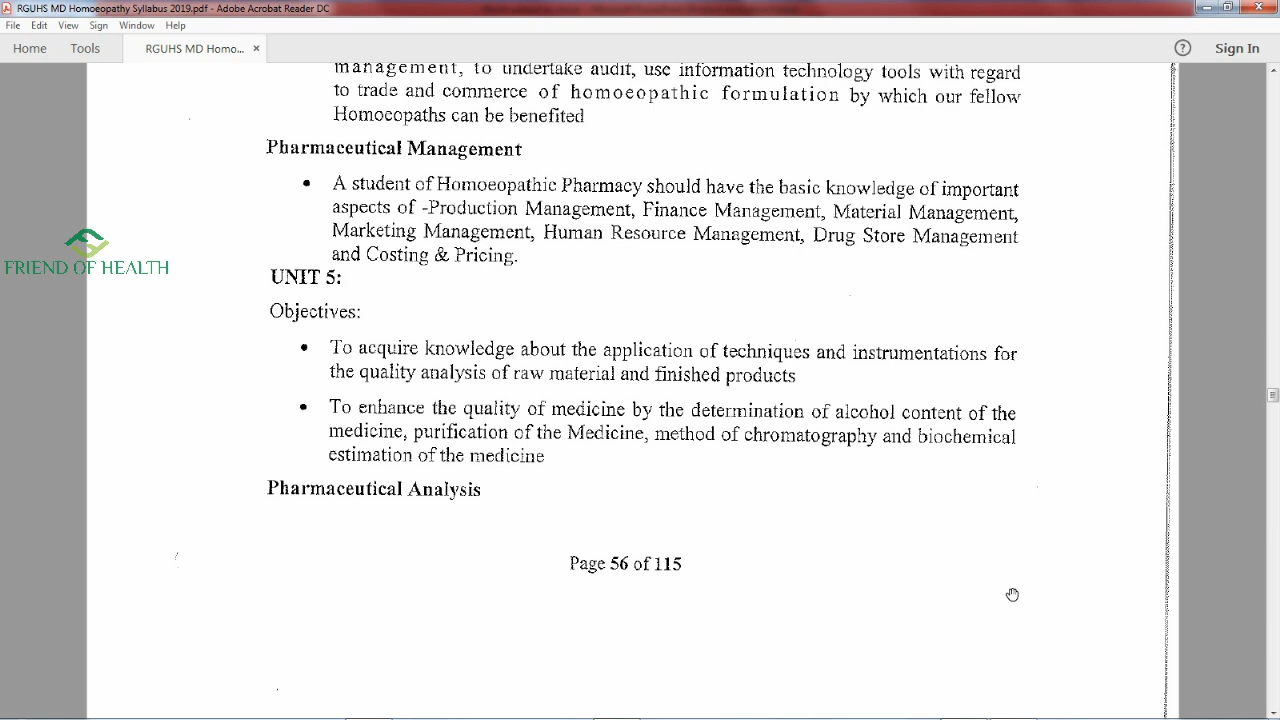 RGUHS MD Homoeopathy Syllabus 2019.pdf - Adobe Acrobat Reader DC
File Edit View Sign Window Help
Home Tools RGUHS MD Homo... × ? Sign In
management, to undertake audit, use information technology tools with regard
to trade and commerce of homoeopathic formulation by which our fellow
Homoeopaths can be benefited
Pharmaceutical Management
• A student of Homoeopathic Pharmacy should have the basic knowledge of important
aspects of -Production Management, Finance Management, Material Management,
Marketing Management, Human Resource Management, Drug Store Management
and Costing & Pricing.
FRIEND OF HEALTH
UNIT 5:
Objectives:
• To acquire knowledge about the application of techniques and instrumentations for
the quality analysis of raw material and finished products
• To enhance the quality of medicine by the determination of alcohol content of the
medicine, purification of the Medicine, method of chromatography and biochemical
estimation of the medicine
Pharmaceutical Analysis
Page 56 of 115